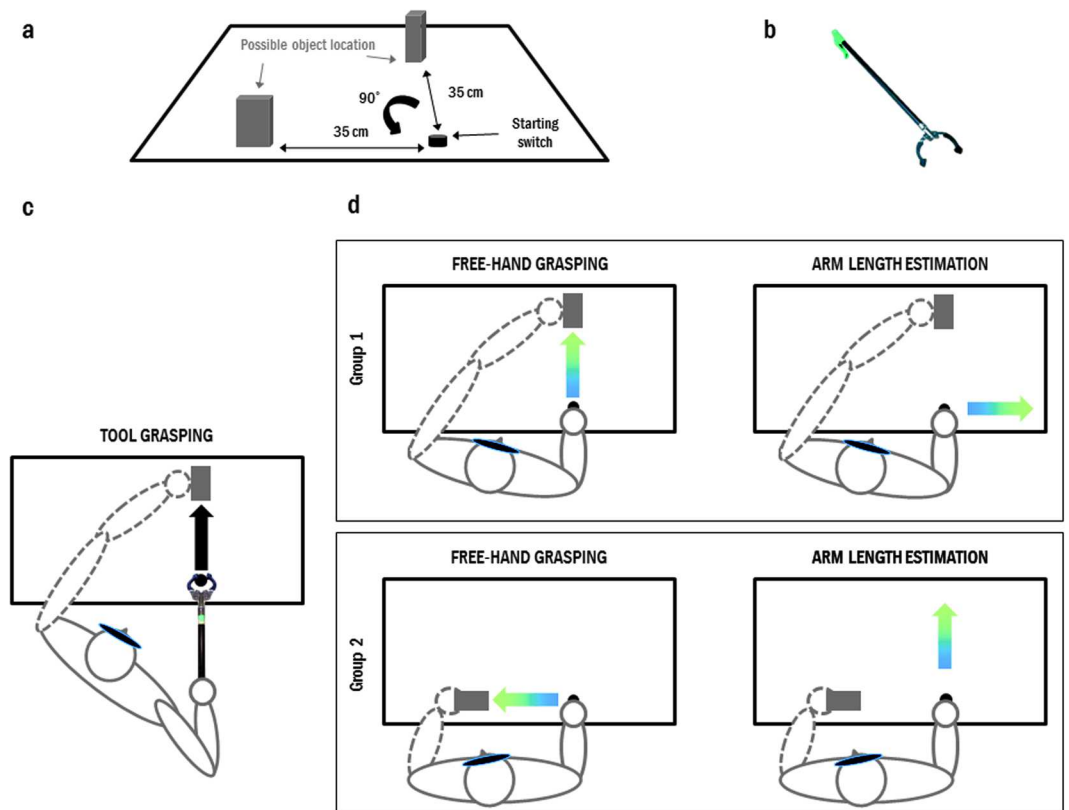 a
Possible object location
90°
35 cm
35 cm
Starting
switch
b
c
TOOL GRASPING
d
FREE-HAND GRASPING
ARM LENGTH ESTIMATION
Group 1
FREE-HAND GRASPING
ARM LENGTH ESTIMATION
Group 2